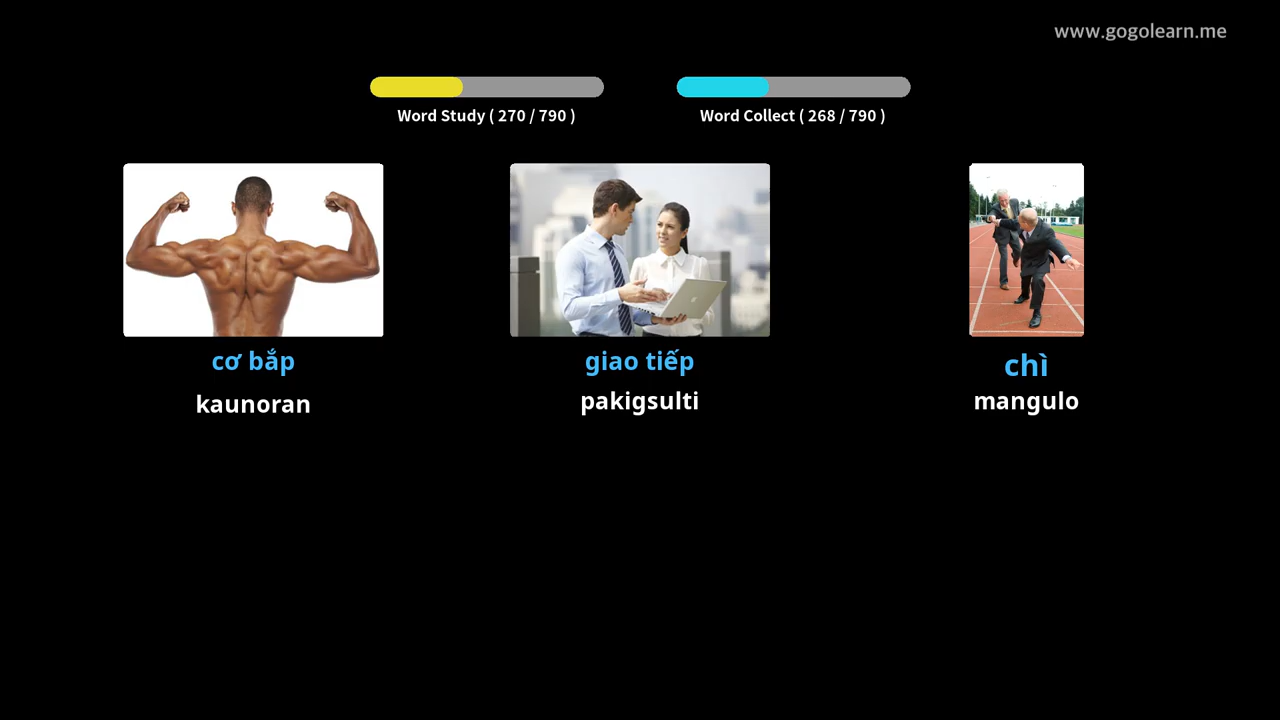 www.gogolearn.me
Word Study ( 270 / 790 )
Word Collect ( 268 / 790 )
cơ bắp
giao tiếp
chì
kaunoran
pakigsulti
mangulo